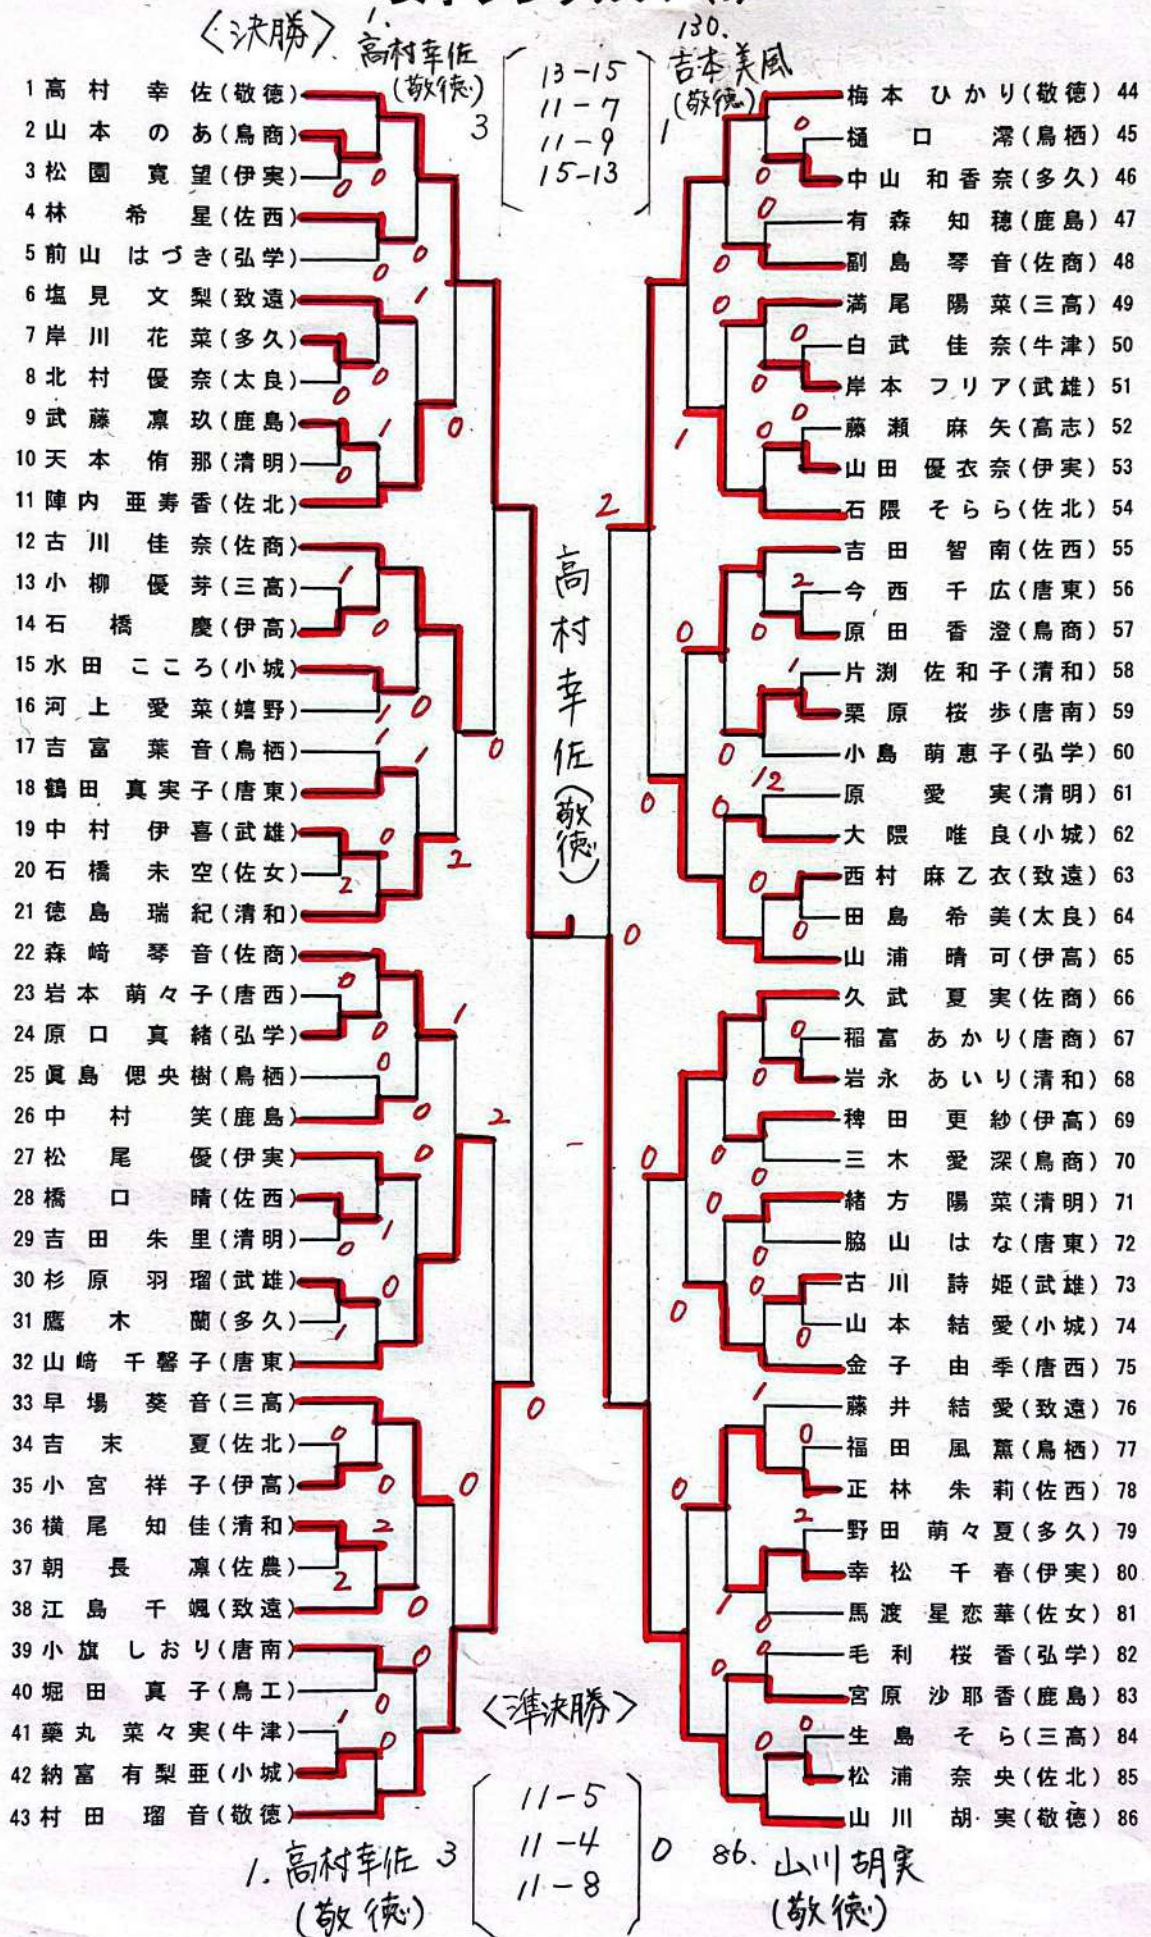 <決勝>
1.
高村幸佐
(敬徳)
3
13-15
11-7
11-9
15-13
1
130.
吉本美風
(敬徳)
1 高村 幸佐(敬徳)
2 山本 のあ(鳥商)
3 松園 寛望(伊実)
4 林 希星(佐西)
5 前山 はづき(弘学)
6 塩見 文梨(致遠)
7 岸川 花菜(多久)
8 北村 優奈(太良)
9 武藤 凛玖(鹿島)
10 天本 侑那(清明)
11 陣内 亜寿香(佐北)
12 古川 佳奈(佐商)
13 小柳 優芽(三高)
14 石橋 慶(伊高)
15 水田 こころ(小城)
16 河上 愛菜(嬉野)
17 吉富 葉音(鳥栖)
18 鶴田 真実子(唐東)
19 中村 伊喜(武雄)
20 石橋 未空(佐女)
21 徳島 瑞紀(清和)
22 森﨑 琴音(佐商)
23 岩本 萌々子(唐西)
24 原口 真緒(弘学)
25 眞島 偲央樹(鳥栖)
26 中村 笑(鹿島)
27 松尾 優(伊実)
28 橋口 晴(佐西)
29 吉田 朱里(清明)
30 杉原 羽瑠(武雄)
31 鷹木 蘭(多久)
32 山﨑 千馨子(唐東)
33 早場 葵音(三高)
34 吉末 夏(佐北)
35 小宮 祥子(伊高)
36 横尾 知佳(清和)
37 朝長 凛(佐農)
38 江島 千颯(致遠)
39 小旗 しおり(唐南)
40 堀田 真子(鳥工)
41 藥丸 菜々実(牛津)
42 納富 有梨亜(小城)
43 村田 瑠音(敬徳)
高村幸佐(敬徳)
梅本 ひかり(敬徳) 44
樋口 澪(鳥栖) 45
中山 和香奈(多久) 46
有森 知穂(鹿島) 47
副島 琴音(佐商) 48
満尾 陽菜(三高) 49
白武 佳奈(牛津) 50
岸本 フリア(武雄) 51
藤瀬 麻矢(高志) 52
山田 優衣奈(伊実) 53
石隈 そらら(佐北) 54
吉田 智南(佐西) 55
今西 千広(唐東) 56
原田 香澄(鳥商) 57
片渕 佐和子(清和) 58
栗原 桜歩(唐南) 59
小島 萌恵子(弘学) 60
原 愛実(清明) 61
大隈 唯良(小城) 62
西村 麻乙衣(致遠) 63
田島 希美(太良) 64
山浦 晴可(伊高) 65
久武 夏実(佐商) 66
稲富 あかり(唐商) 67
岩永 あいり(清和) 68
稗田 更紗(伊高) 69
三木 愛深(鳥商) 70
緒方 陽菜(清明) 71
脇山 はな(唐東) 72
古川 詩姫(武雄) 73
山本 結愛(小城) 74
金子 由季(唐西) 75
藤井 結愛(致遠) 76
福田 風薫(鳥栖) 77
正林 朱莉(佐西) 78
野田 萌々夏(多久) 79
幸松 千春(伊実) 80
馬渡 星恋華(佐女) 81
毛利 桜香(弘学) 82
宮原 沙耶香(鹿島) 83
生島 そら(三高) 84
松浦 奈央(佐北) 85
山川 胡実(敬徳) 86
<準決勝>
1. 高村幸佐
(敬徳)
3
11-5
11-4
11-8
0
86. 山川胡実
(敬徳)